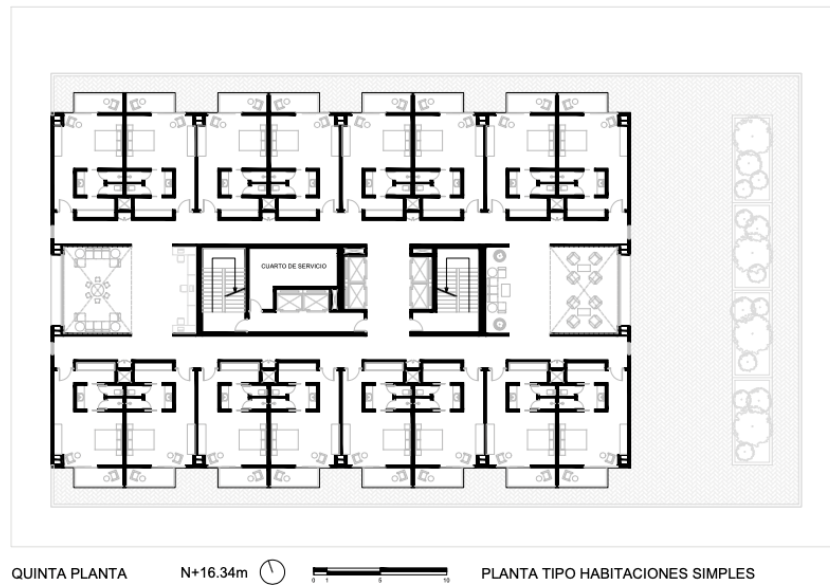 CUARTO DE SERVICIO
QUINTA PLANTA N+16.34m 0 1 5 10 PLANTA TIPO HABITACIONES SIMPLES